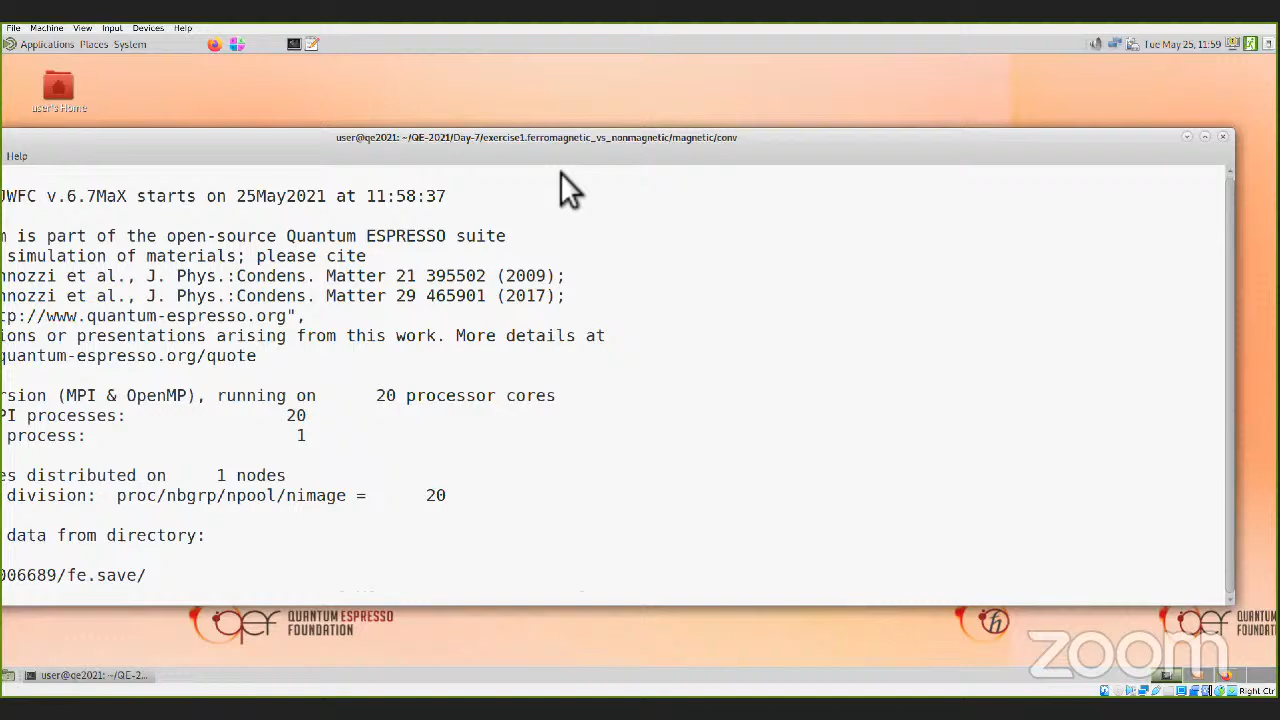 File Machine View Input Devices Help
Applications Places System
Tue May 25, 11:59
user's Home
user@qe2021: ~/QE-2021/Day-7/exercise1.ferromagnetic_vs_nonmagnetic/magnetic/conv
Help
JWFC v.6.7MaX starts on 25May2021 at 11:58:37
m is part of the open-source Quantum ESPRESSO suite
simulation of materials; please cite
nnozzi et al., J. Phys.:Condens. Matter 21 395502 (2009);
nnozzi et al., J. Phys.:Condens. Matter 29 465901 (2017);
tp://www.quantum-espresso.org",
ions or presentations arising from this work. More details at
quantum-espresso.org/quote
rsion (MPI & OpenMP), running on 20 processor cores
PI processes: 20
process: 1
es distributed on 1 nodes
division: proc/nbgrp/npool/nimage = 20
data from directory:
006689/fe.save/
QUANTUM ESPRESSO
FOUNDATION
QUANTUM
FOUNDAT
zoom
user@qe2021: ~/QE-2...
Right Ctr